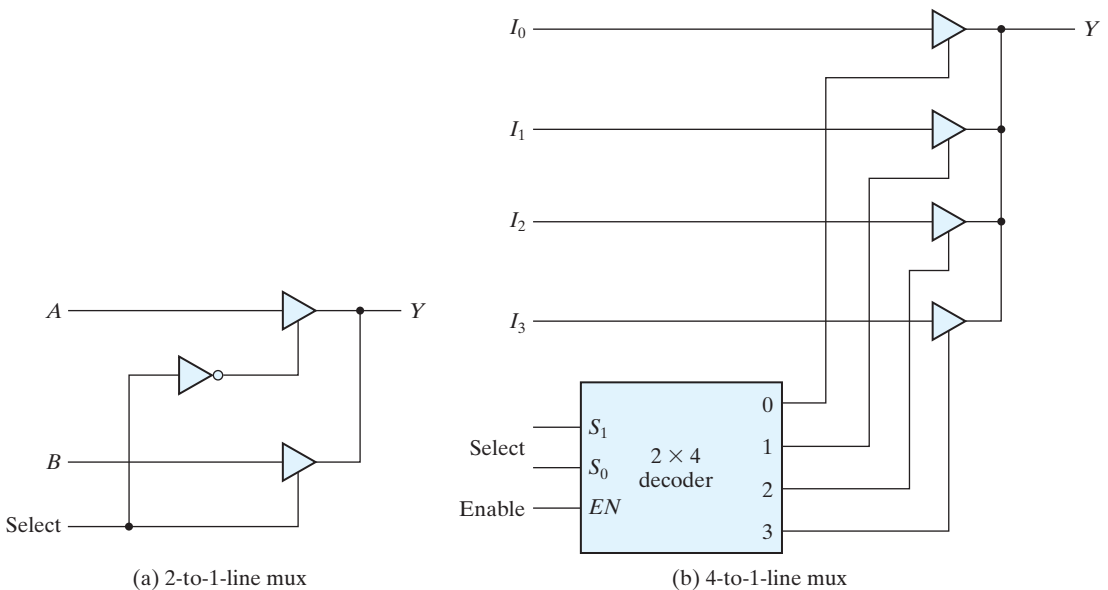 A
Y
B
Select
(a) 2-to-1-line mux
I₀
Y
I₁
I₂
I₃
Select
S₁
S₀
Enable
EN
2 × 4
decoder
0
1
2
3
(b) 4-to-1-line mux